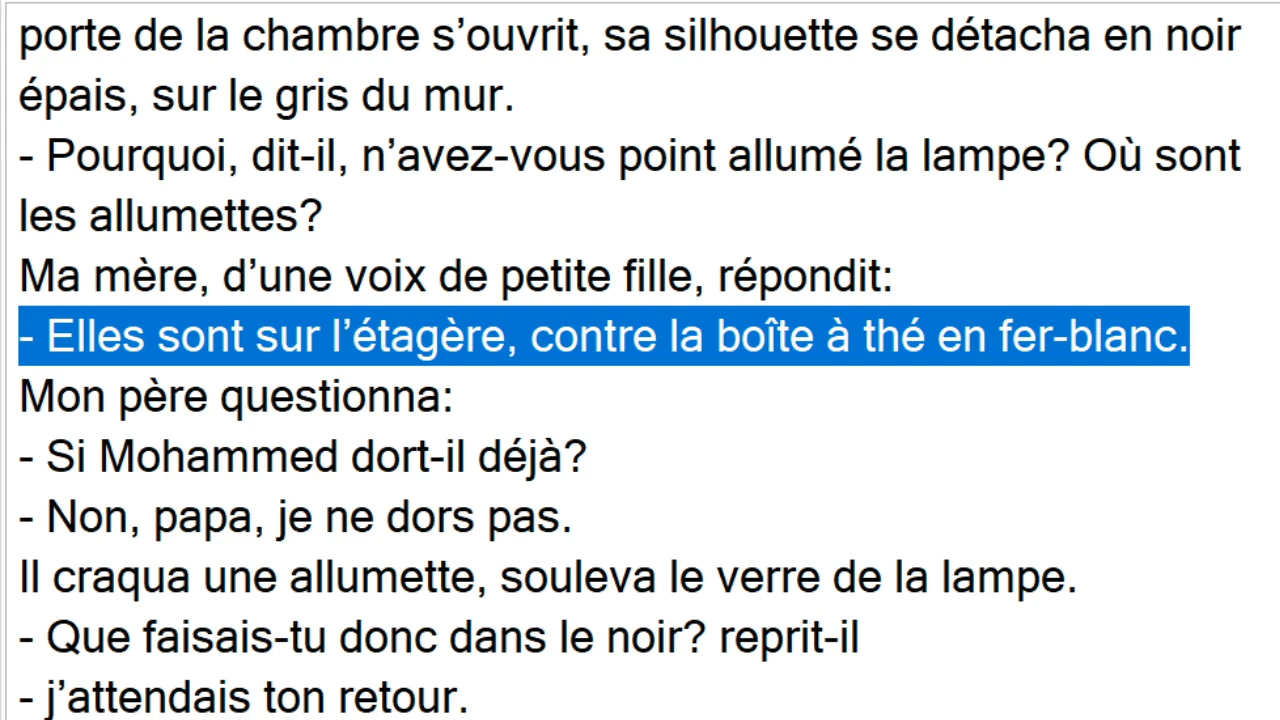 porte de la chambre s’ouvrit, sa silhouette se détacha en noir
épais, sur le gris du mur.
- Pourquoi, dit-il, n’avez-vous point allumé la lampe? Où sont
les allumettes?
Ma mère, d’une voix de petite fille, répondit:
- Elles sont sur l’étagère, contre la boîte à thé en fer-blanc.
Mon père questionna:
- Si Mohammed dort-il déjà?
- Non, papa, je ne dors pas.
Il craqua une allumette, souleva le verre de la lampe.
- Que faisais-tu donc dans le noir? reprit-il
- j’attendais ton retour.